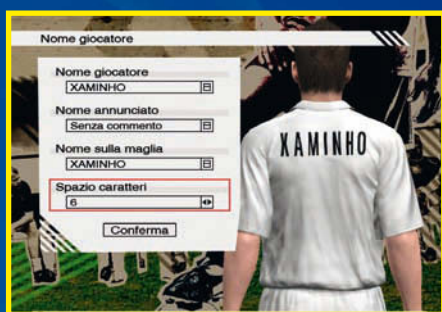 Nome giocatore
Nome giocatore
XAMINHO
Nome annunciato
Senza commento
Nome sulla maglia
XAMINHO
Spazio caratteri
6
Conferma
XAMINHO